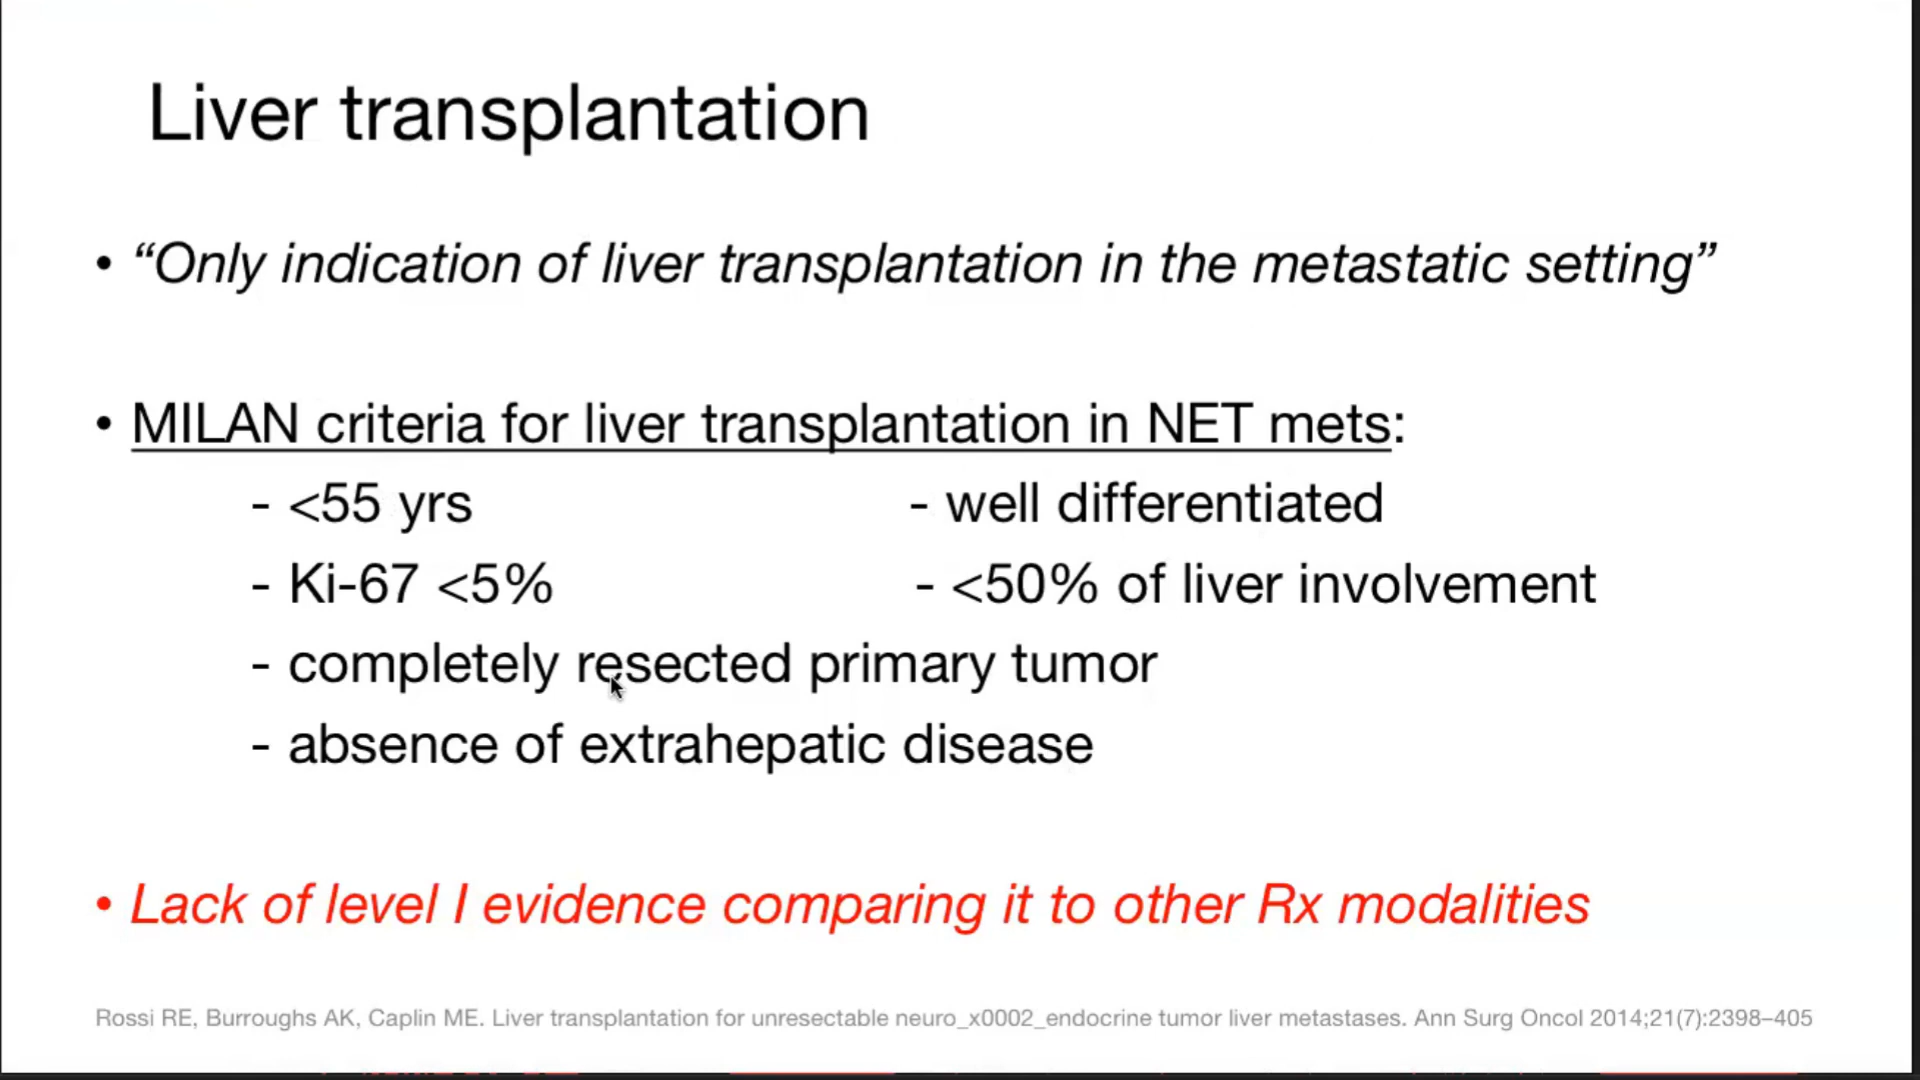 Liver transplantation
• “Only indication of liver transplantation in the metastatic setting”
• MILAN criteria for liver transplantation in NET mets:
- <55 yrs - well differentiated
- Ki-67 <5% - <50% of liver involvement
- completely resected primary tumor
- absence of extrahepatic disease
• Lack of level I evidence comparing it to other Rx modalities
Rossi RE, Burroughs AK, Caplin ME. Liver transplantation for unresectable neuro_x0002_endocrine tumor liver metastases. Ann Surg Oncol 2014;21(7):2398–405